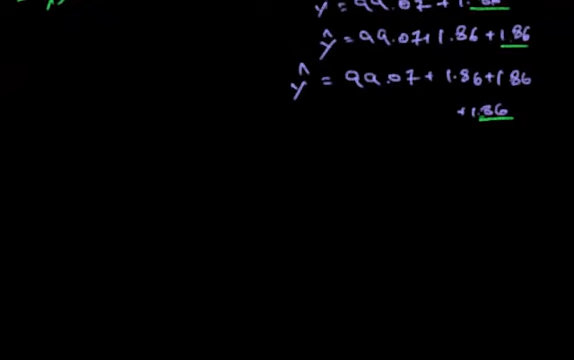 ŷ = 99.07 + 1.86 + 1.86
ŷ = 99.07 + 1.86 + 1.86
+ 1.86